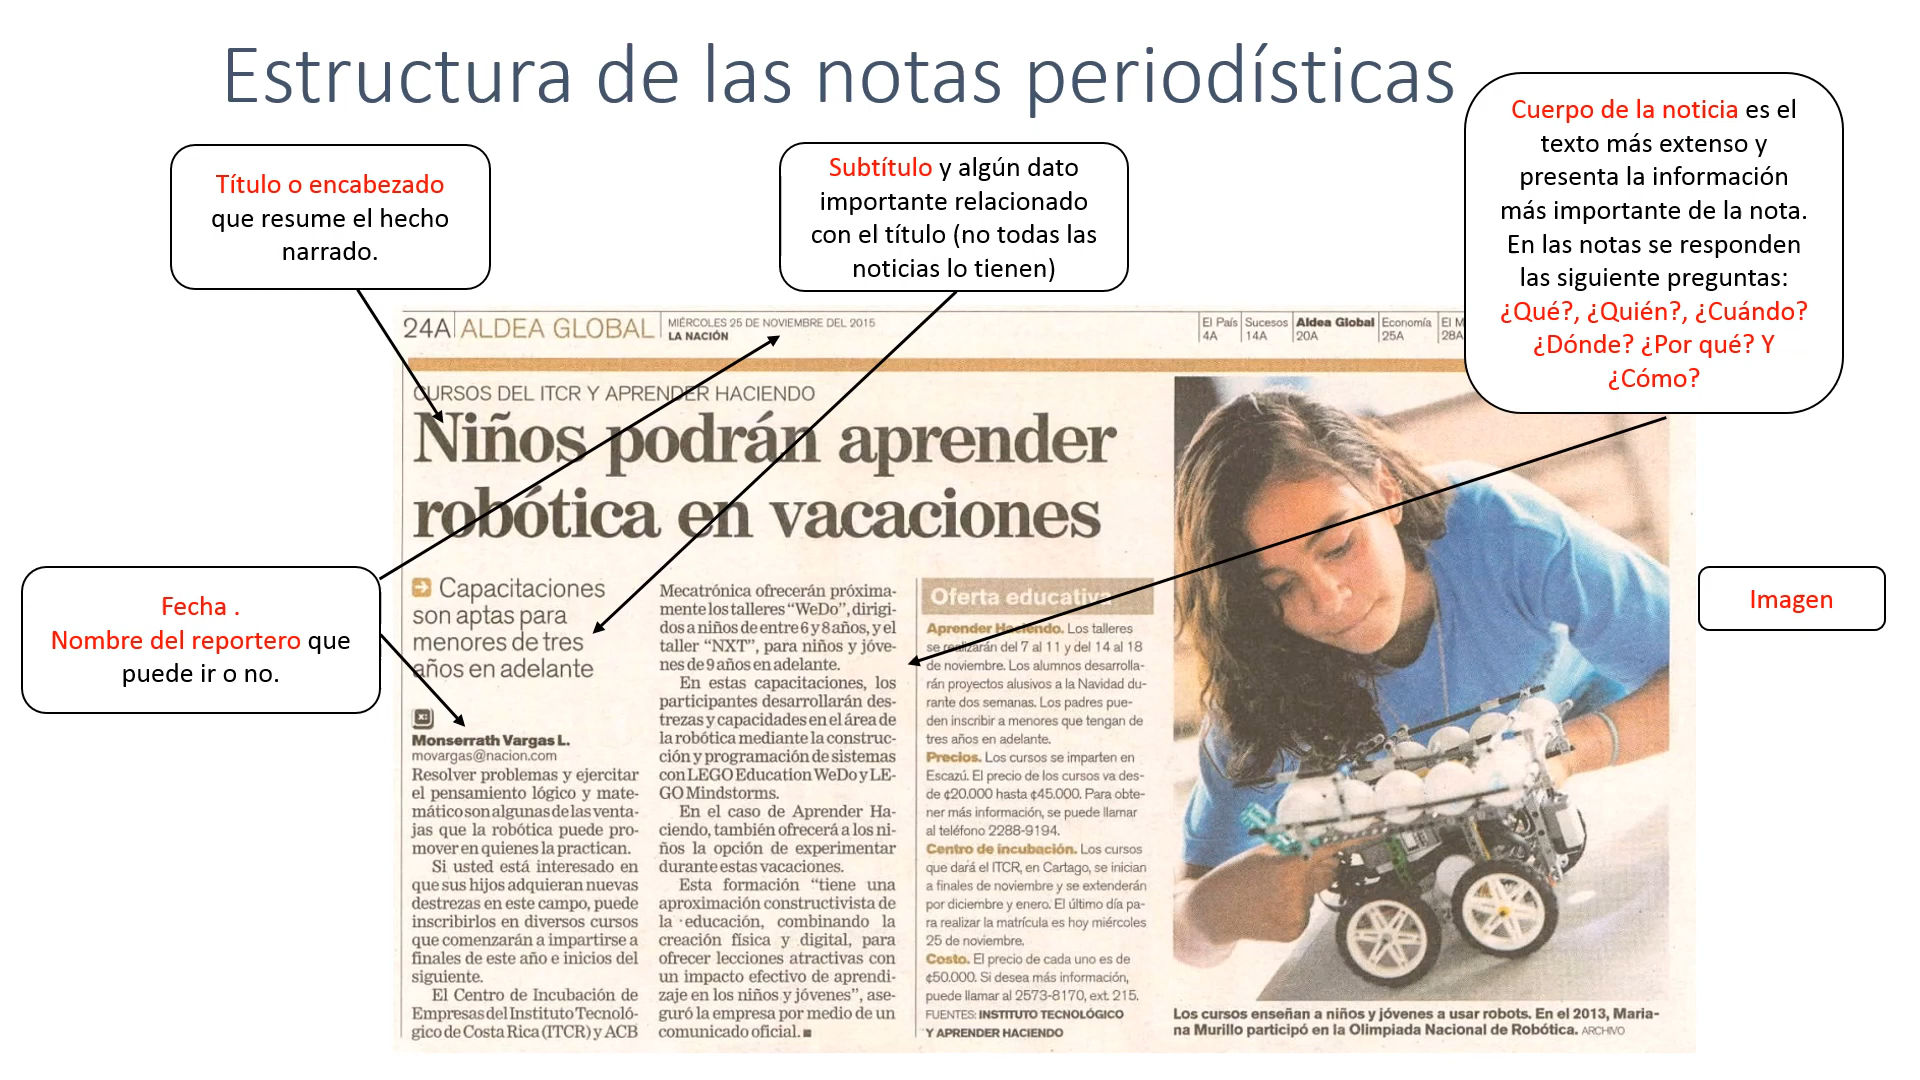 Estructura de las notas periodísticas
Título o encabezado
que resume el hecho
narrado.
Subtítulo y algún dato
importante relacionado
con el título (no todas las
noticias lo tienen)
Cuerpo de la noticia es el
texto más extenso y
presenta la información
más importante de la nota.
En las notas se responden
las siguiente preguntas:
¿Qué?, ¿Quién?, ¿Cuándo?
¿Dónde? ¿Por qué? Y
¿Cómo?
Fecha .
Nombre del reportero que
puede ir o no.
Imagen
24A ALDEA GLOBAL
MIÉRCOLES 25 DE NOVIEMBRE DEL 2015
LA NACIÓN
El País
4A
Sucesos
14A
Aldea Global
20A
Economía
25A
El M
28A
CURSOS DEL ITCR Y APRENDER HACIENDO
Niños podrán aprender
robótica en vacaciones
Capacitaciones
son aptas para
menores de tres
años en adelante
Monserrath Vargas L.
movargas@nacion.com
Resolver problemas y ejercitar
el pensamiento lógico y mate-
mático son algunas de las venta-
jas que la robótica puede pro-
mover en quienes la practican.
Si usted está interesado en
que sus hijos adquieran nuevas
destrezas en este campo, puede
inscribirlos en diversos cursos
que comenzarán a impartirse a
finales de este año e inicios del
siguiente.
El Centro de Incubación de
Empresas del Instituto Tecnoló-
gico de Costa Rica (ITCR) y ACB
Mecatrónica ofrecerán próxima-
mente los talleres “WeDo”, dirigi-
dos a niños de entre 6 y 8 años, y el
taller “NXT”, para niños y jóve-
nes de 9 años en adelante.
En estas capacitaciones, los
participantes desarrollarán des-
trezas y capacidades en el área de
la robótica mediante la construc-
ción y programación de sistemas
con LEGO Education WeDo y LE-
GO Mindstorms.
En el caso de Aprender Ha-
ciendo, también ofrecerá a los ni-
ños la opción de experimentar
durante estas vacaciones.
Esta formación “tiene una
aproximación constructivista de
la educación, combinando la
creación física y digital, para
ofrecer lecciones atractivas con
un impacto efectivo de aprendi-
zaje en los niños y jóvenes”, ase-
guró la empresa por medio de un
comunicado oficial.
Oferta educativa
Aprender Haciendo. Los talleres
se realizarán del 7 al 11 y del 14 al 18
de noviembre. Los alumnos desarrolla-
rán proyectos alusivos a la Navidad du-
rante dos semanas. Los padres pue-
den inscribir a menores que tengan de
tres años en adelante.
Precios. Los cursos se imparten en
Escazú. El precio de los cursos va des-
de ¢20.000 hasta ¢45.000. Para obte-
ner más información, se puede llamar
al teléfono 2288-9194.
Centro de incubación. Los cursos
que dará el ITCR, en Cartago, se inician
a finales de noviembre y se extenderán
por diciembre y enero. El último día pa-
ra realizar la matrícula es hoy miércoles
25 de noviembre.
Costo. El precio de cada uno es de
¢50.000. Si desea más información,
puede llamar al 2573-8170, ext. 215.
FUENTES: INSTITUTO TECNOLÓGICO
Y APRENDER HACIENDO
Los cursos enseñan a niños y jóvenes a usar robots. En el 2013, Maria-
na Murillo participó en la Olimpiada Nacional de Robótica. ARCHIVO